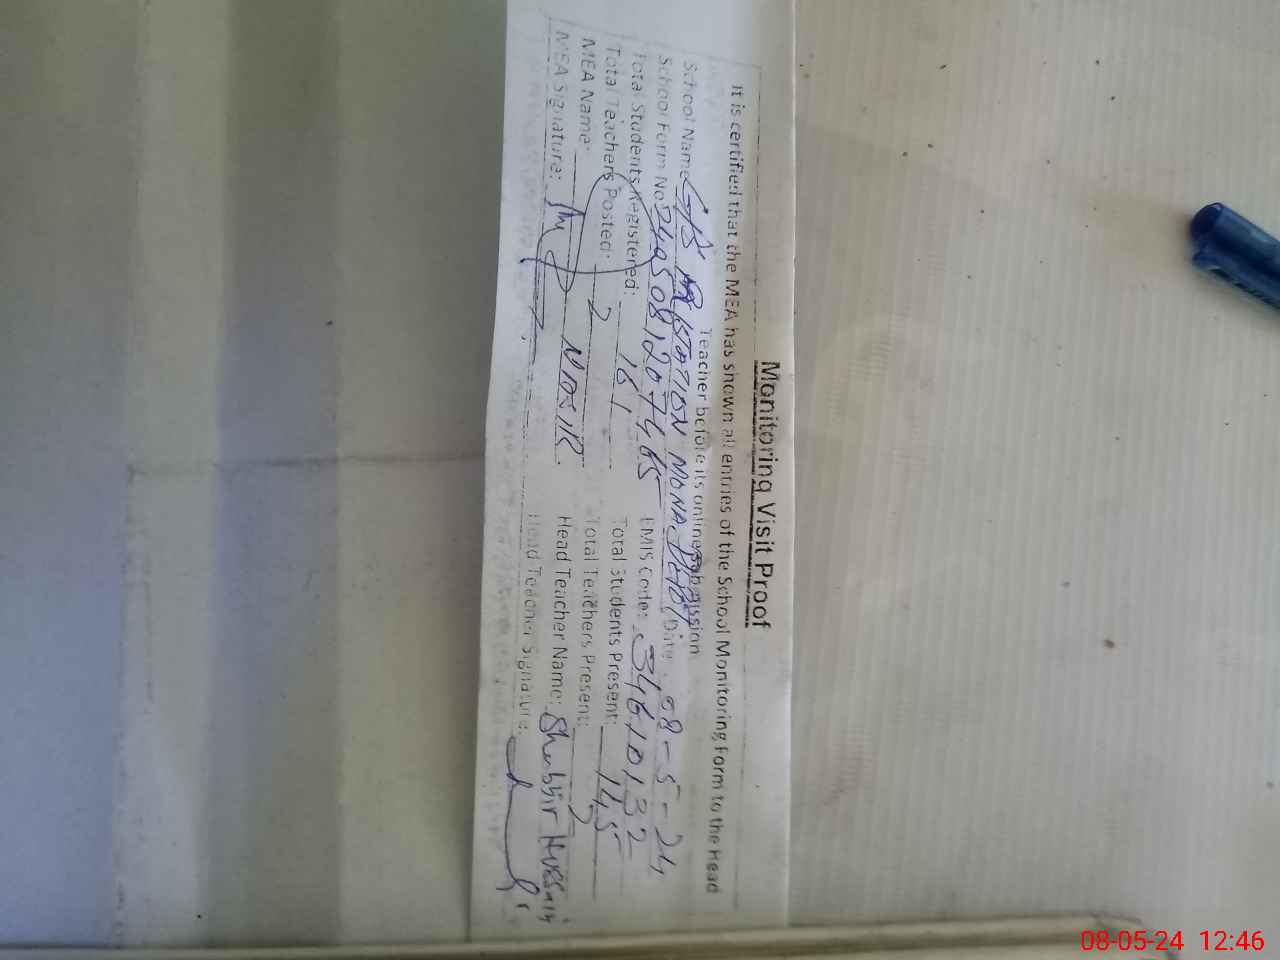 Monitoring Visit Proof
It is certified that the MEA has shown all entries of the School Monitoring Form to the Head
Teacher before its online submission
School Name STATION MONA Date 08-5-24
School Form No EMIS Code: 34610132
Total Students Registered: 161 Total Students Present: 145
Total Teachers Posted: 2 Total Teachers Present: 2
MEA Name: NASIR Head Teacher Name: Shabbir Hussain
MEA Signature: Head Teacher Signature:
08-05-24 12:46